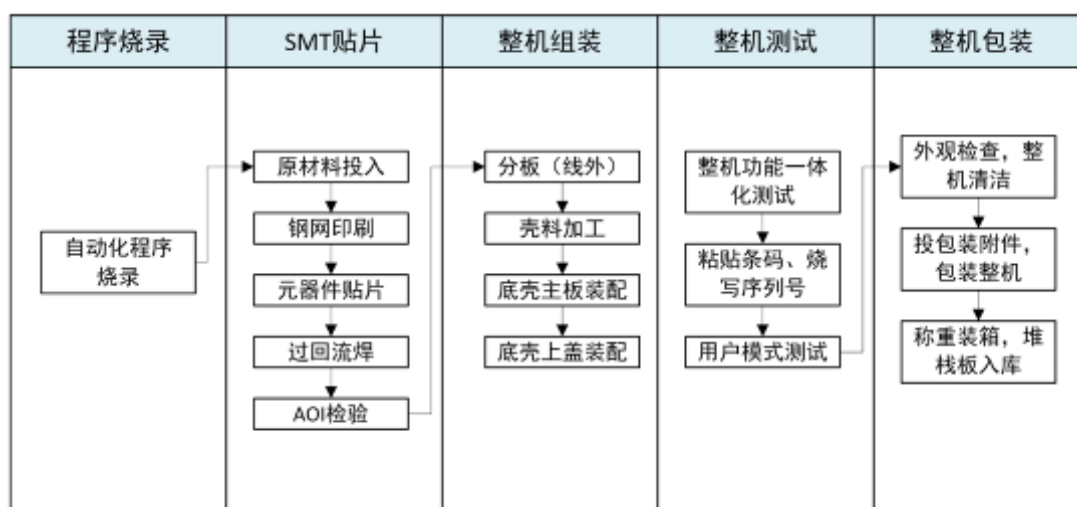 程序烧录
SMT贴片
整机组装
整机测试
整机包装
自动化程序
烧录
原材料投入
钢网印刷
元器件贴片
过回流焊
AOI检验
分板（线外）
壳料加工
底壳主板装配
底壳上盖装配
整机功能一体
化测试
粘贴条码、烧
写序列号
用户模式测试
外观检查，整
机清洁
投包装附件，
包装整机
称重装箱，堆
栈板入库